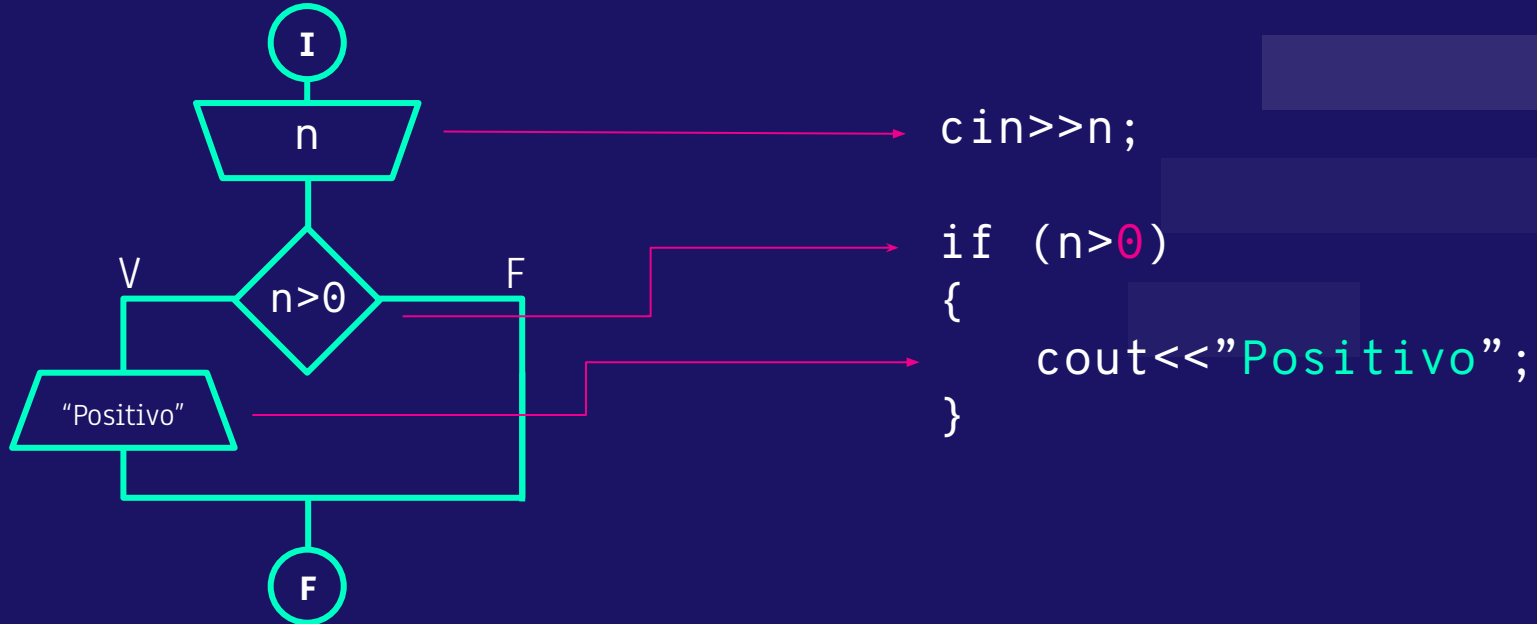 I
n
V
n>0
F
“Positivo”
F
cin>>n;
if (n>0)
{
cout<<”Positivo”;
}